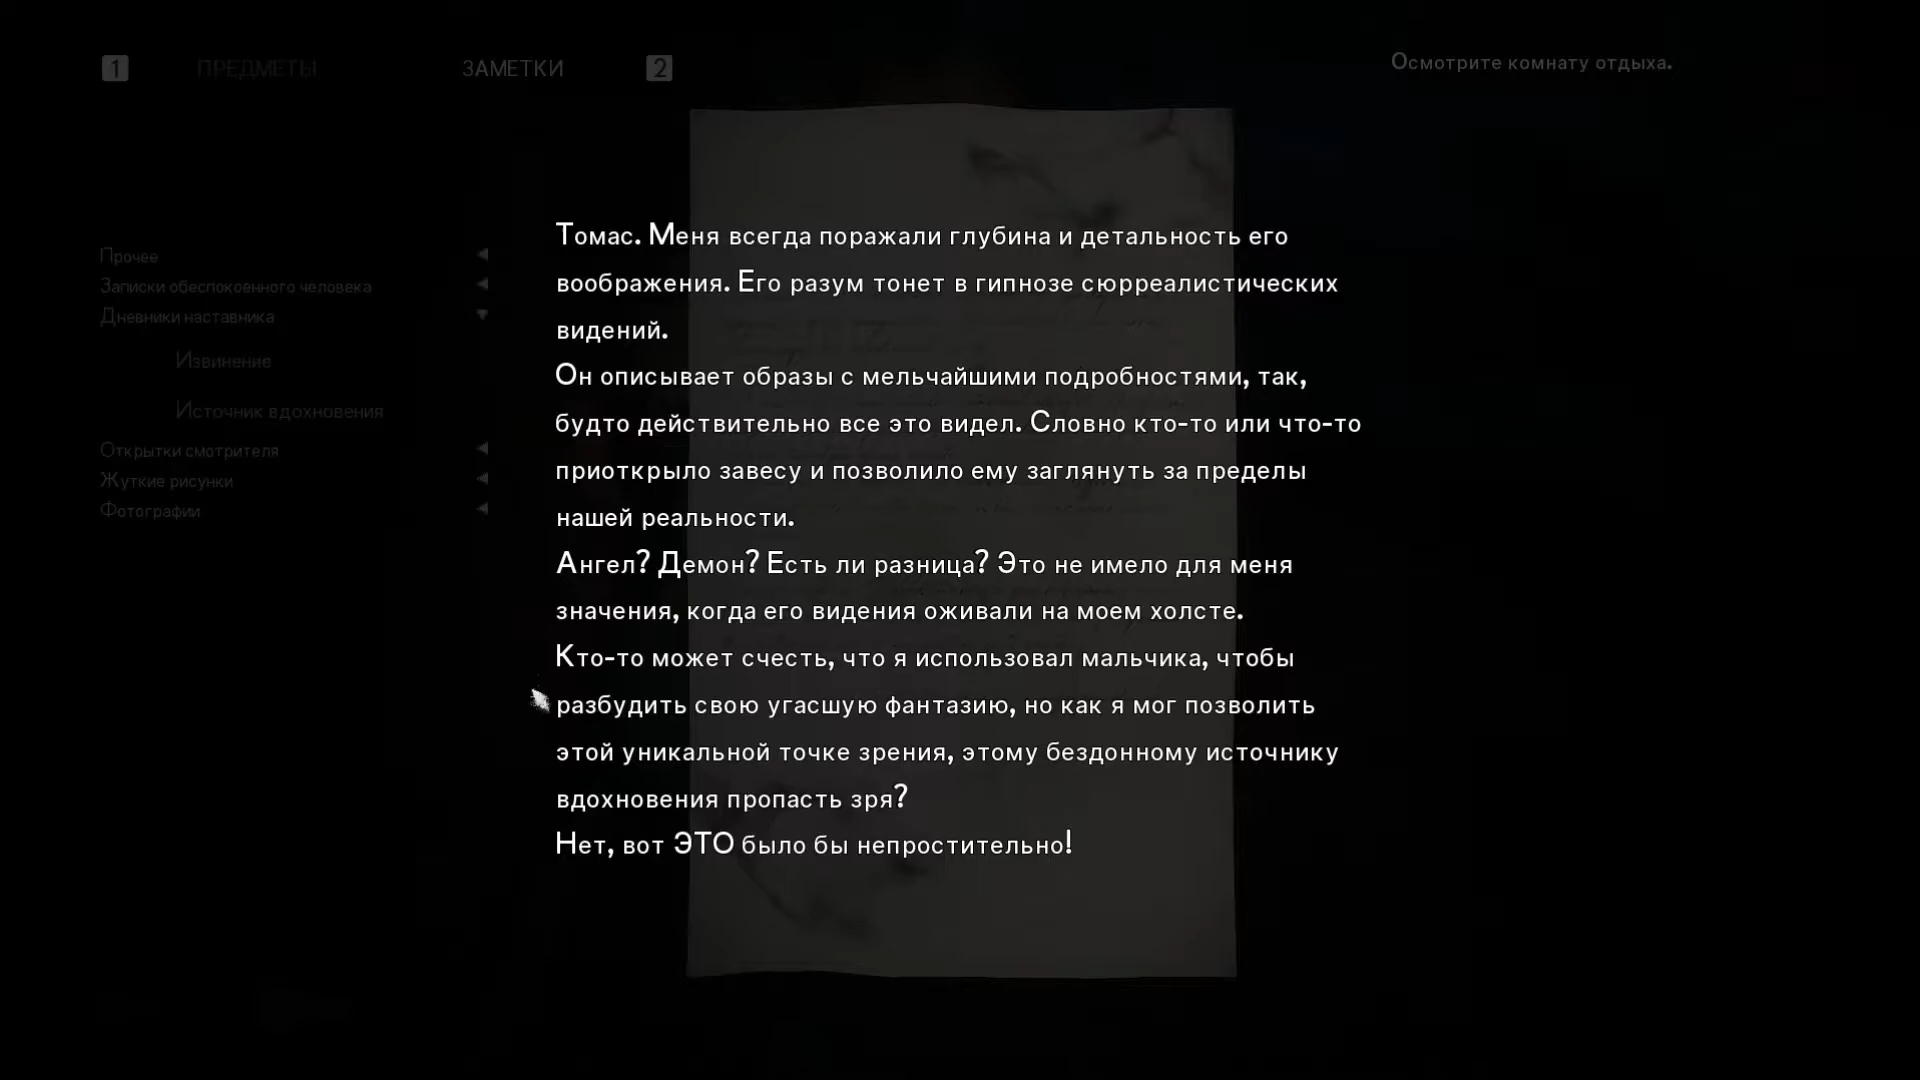 1
ПРЕДМЕТЫ
ЗАМЕТКИ
2
Осмотрите комнату отдыха.
Прочее
Записки обеспокоенного человека
Дневники наставника
Извинение
Источник вдохновения
Открытки смотрителя
Жуткие рисунки
Фотографии
Томас. Меня всегда поражали глубина и детальность его
воображения. Его разум тонет в гипнозе сюрреалистических
видений.
Он описывает образы с мельчайшими подробностями, так,
будто действительно все это видел. Словно кто-то или что-то
приоткрыло завесу и позволило ему заглянуть за пределы
нашей реальности.
Ангел? Демон? Есть ли разница? Это не имело для меня
значения, когда его видения оживали на моем холсте.
Кто-то может счесть, что я использовал мальчика, чтобы
разбудить свою угасшую фантазию, но как я мог позволить
этой уникальной точке зрения, этому бездонному источнику
вдохновения пропасть зря?
Нет, вот ЭТО было бы непростительно!